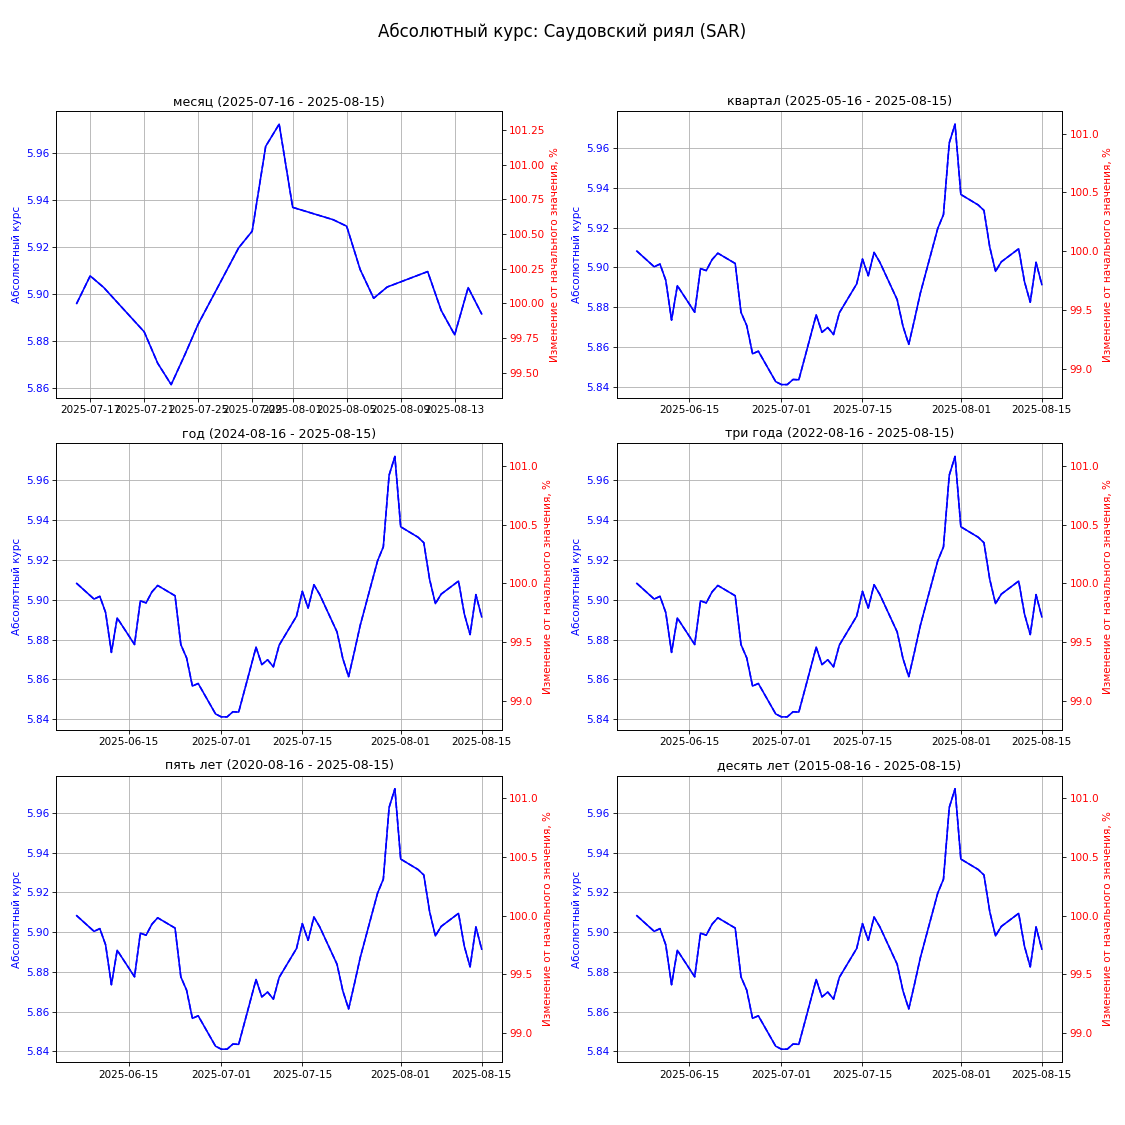 Абсолютный курс: Саудовский риял (SAR)
месяц (2025-07-16 - 2025-08-15)
Абсолютный курс
5.96
5.94
5.92
5.90
5.88
5.86
101.25
101.00
100.75
100.50
100.25
100.00
99.75
99.50
Изменение от начального значения, %
2025-07-17 2025-07-21 2025-07-25 2025-07-29 2025-08-01 2025-08-05 2025-08-09 2025-08-13
квартал (2025-05-16 - 2025-08-15)
Абсолютный курс
5.96
5.94
5.92
5.90
5.88
5.86
5.84
101.0
100.5
100.0
99.5
99.0
Изменение от начального значения, %
2025-06-15 2025-07-01 2025-07-15 2025-08-01 2025-08-15
год (2024-08-16 - 2025-08-15)
Абсолютный курс
5.96
5.94
5.92
5.90
5.88
5.86
5.84
101.0
100.5
100.0
99.5
99.0
Изменение от начального значения, %
2025-06-15 2025-07-01 2025-07-15 2025-08-01 2025-08-15
три года (2022-08-16 - 2025-08-15)
Абсолютный курс
5.96
5.94
5.92
5.90
5.88
5.86
5.84
101.0
100.5
100.0
99.5
99.0
Изменение от начального значения, %
2025-06-15 2025-07-01 2025-07-15 2025-08-01 2025-08-15
пять лет (2020-08-16 - 2025-08-15)
Абсолютный курс
5.96
5.94
5.92
5.90
5.88
5.86
5.84
101.0
100.5
100.0
99.5
99.0
Изменение от начального значения, %
2025-06-15 2025-07-01 2025-07-15 2025-08-01 2025-08-15
десять лет (2015-08-16 - 2025-08-15)
Абсолютный курс
5.96
5.94
5.92
5.90
5.88
5.86
5.84
101.0
100.5
100.0
99.5
99.0
Изменение от начального значения, %
2025-06-15 2025-07-01 2025-07-15 2025-08-01 2025-08-15